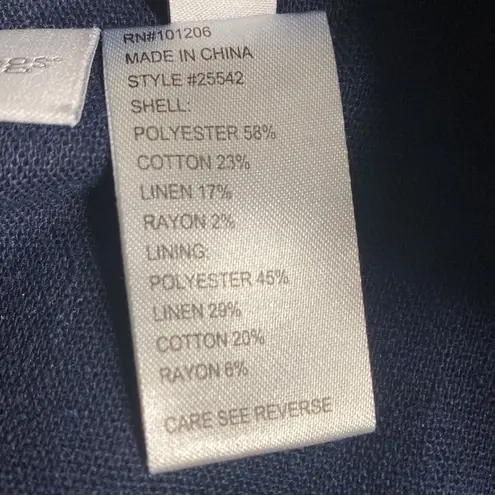 RN#101206
MADE IN CHINA
STYLE #25542
SHELL:
POLYESTER 58%
COTTON 23%
LINEN 17%
RAYON 2%
LINING:
POLYESTER 45%
LINEN 29%
COTTON 20%
RAYON 6%
CARE SEE REVERSE